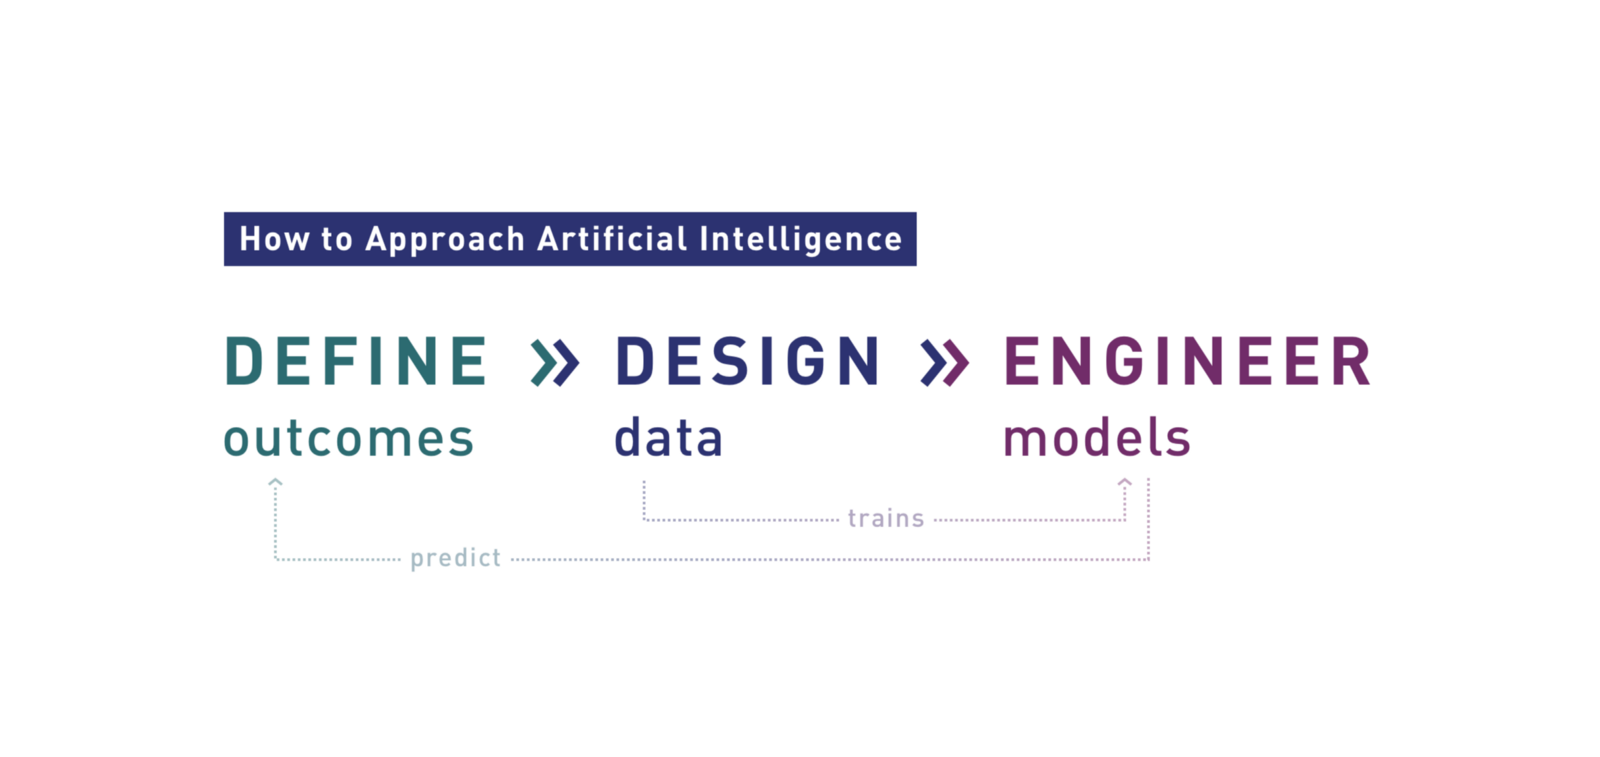 How to Approach Artificial Intelligence
DEFINE » DESIGN » ENGINEER
outcomes data models
trains
predict